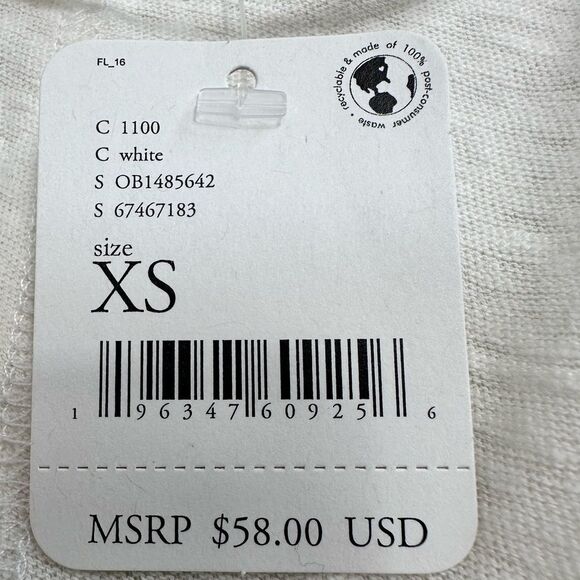 FL_16
recyclable & made of 100% post-consumer waste •
C 1100
C white
S OB1485642
S 67467183
size
XS
1 96347 60925 6
MSRP $58.00 USD